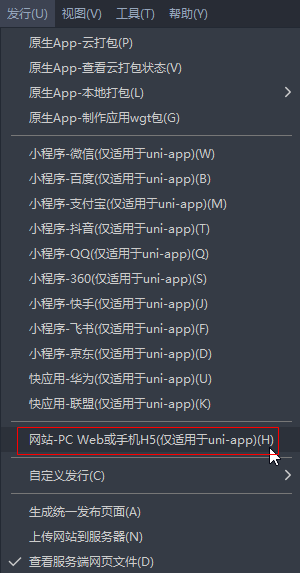 发行(U) 视图(V) 工具(T) 帮助(Y)
原生App-云打包(P)
原生App-查看云打包状态(V)
原生App-本地打包(L)
原生App-制作应用wgt包(G)
小程序-微信(仅适用于uni-app)(W)
小程序-百度(仅适用于uni-app)(B)
小程序-支付宝(仅适用于uni-app)(M)
小程序-抖音(仅适用于uni-app)(T)
小程序-QQ(仅适用于uni-app)(Q)
小程序-360(仅适用于uni-app)(S)
小程序-快手(仅适用于uni-app)(J)
小程序-飞书(仅适用于uni-app)(F)
小程序-京东(仅适用于uni-app)(D)
快应用-华为(仅适用于uni-app)(U)
快应用-联盟(仅适用于uni-app)(K)
网站-PC Web或手机H5(仅适用于uni-app)(H)
自定义发行(C)
生成统一发布页面(A)
上传网站到服务器(N)
查看服务端网页文件(D)